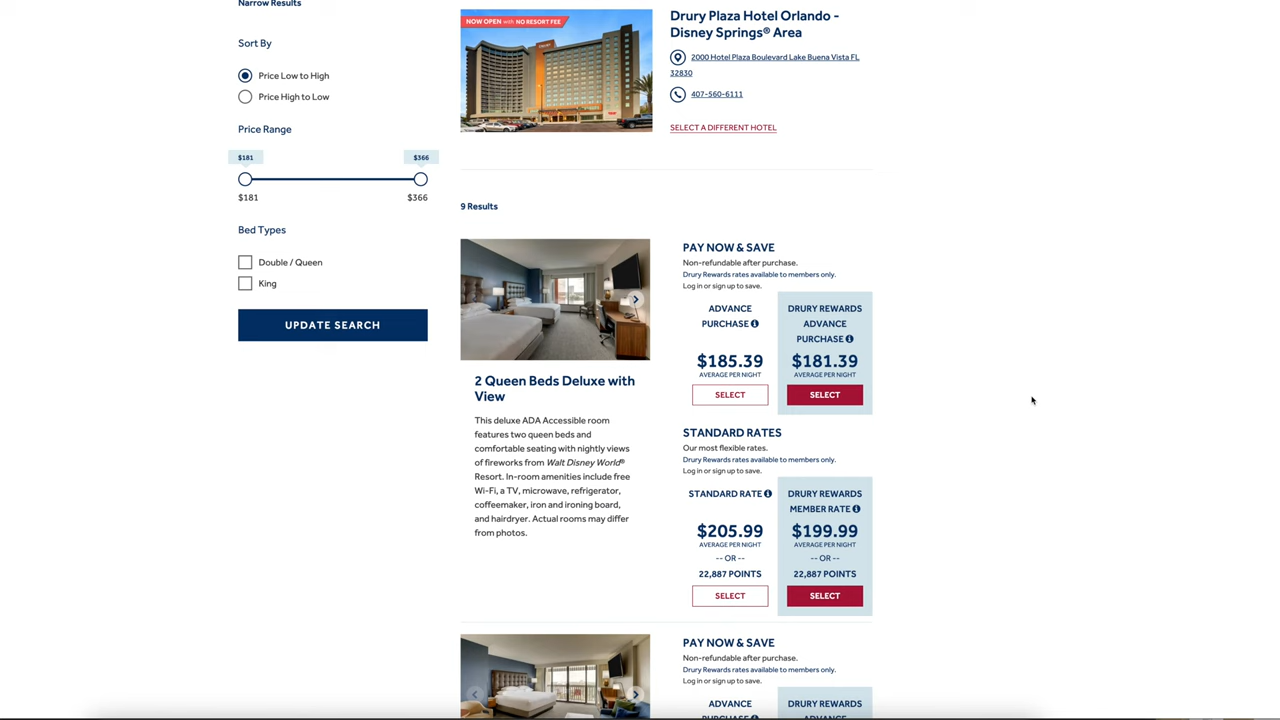 Narrow Results
Sort By
Price Low to High
Price High to Low
Price Range
$181
$366
$181
$366
Bed Types
Double / Queen
King
UPDATE SEARCH
NOW OPEN with NO RESORT FEE
Drury Plaza Hotel Orlando -
Disney Springs® Area
2000 Hotel Plaza Boulevard Lake Buena Vista FL
32830
407-560-6111
SELECT A DIFFERENT HOTEL
9 Results
2 Queen Beds Deluxe with
View
This deluxe ADA Accessible room
features two queen beds and
comfortable seating with nightly views
of fireworks from Walt Disney World®
Resort. In-room amenities include free
Wi-Fi, a TV, microwave, refrigerator,
coffeemaker, iron and ironing board,
and hairdryer. Actual rooms may differ
from photos.
PAY NOW & SAVE
Non-refundable after purchase.
Drury Rewards rates available to members only.
Log in or sign up to save.
ADVANCE
PURCHASE
$185.39
AVERAGE PER NIGHT
SELECT
DRURY REWARDS
ADVANCE
PURCHASE
$181.39
AVERAGE PER NIGHT
SELECT
STANDARD RATES
Our most flexible rates.
Drury Rewards rates available to members only.
Log in or sign up to save.
STANDARD RATE
$205.99
AVERAGE PER NIGHT
-- OR --
22,887 POINTS
SELECT
DRURY REWARDS
MEMBER RATE
$199.99
AVERAGE PER NIGHT
-- OR --
22,887 POINTS
SELECT
PAY NOW & SAVE
Non-refundable after purchase.
Drury Rewards rates available to members only.
Log in or sign up to save.
ADVANCE
PURCHASE
DRURY REWARDS
ADVANCE